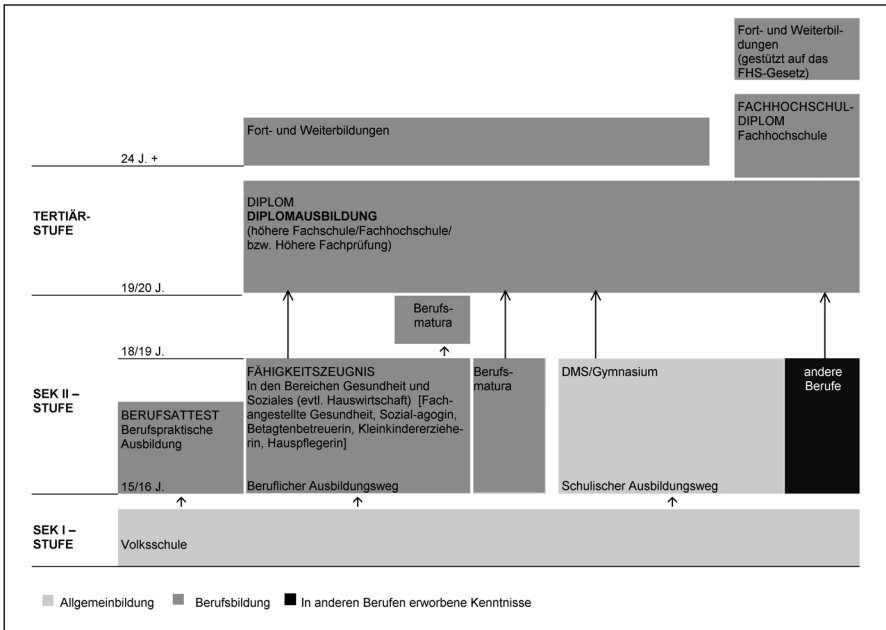 Fort- und Weiterbil-
dungen
(gestützt auf das
FHS-Gesetz)
FACHHOCHSCHUL-
DIPLOM
Fachhochschule
Fort- und Weiterbildungen
24 J. +
TERTIÄR-
STUFE
DIPLOM
DIPLOMAUSBILDUNG
(höhere Fachschule/Fachhochschule/
bzw. Höhere Fachprüfung)
19/20 J.
Berufs-
matura
18/19 J.
SEK II –
STUFE
BERUFSATTEST
Berufspraktische
Ausbildung
15/16 J.
FÄHIGKEITSZEUGNIS
In den Bereichen Gesundheit und
Soziales (evtl. Hauswirtschaft) [Fach-
angestellte Gesundheit, Sozial-agogin,
Betagtenbetreuerin, Kleinkindererziehe-
rin, Hauspflegerin]
Beruflicher Ausbildungsweg
Berufs-
matura
DMS/Gymnasium
Schulischer Ausbildungsweg
andere
Berufe
SEK I –
STUFE
Volksschule
Allgemeinbildung
Berufsbildung
In anderen Berufen erworbene Kenntnisse